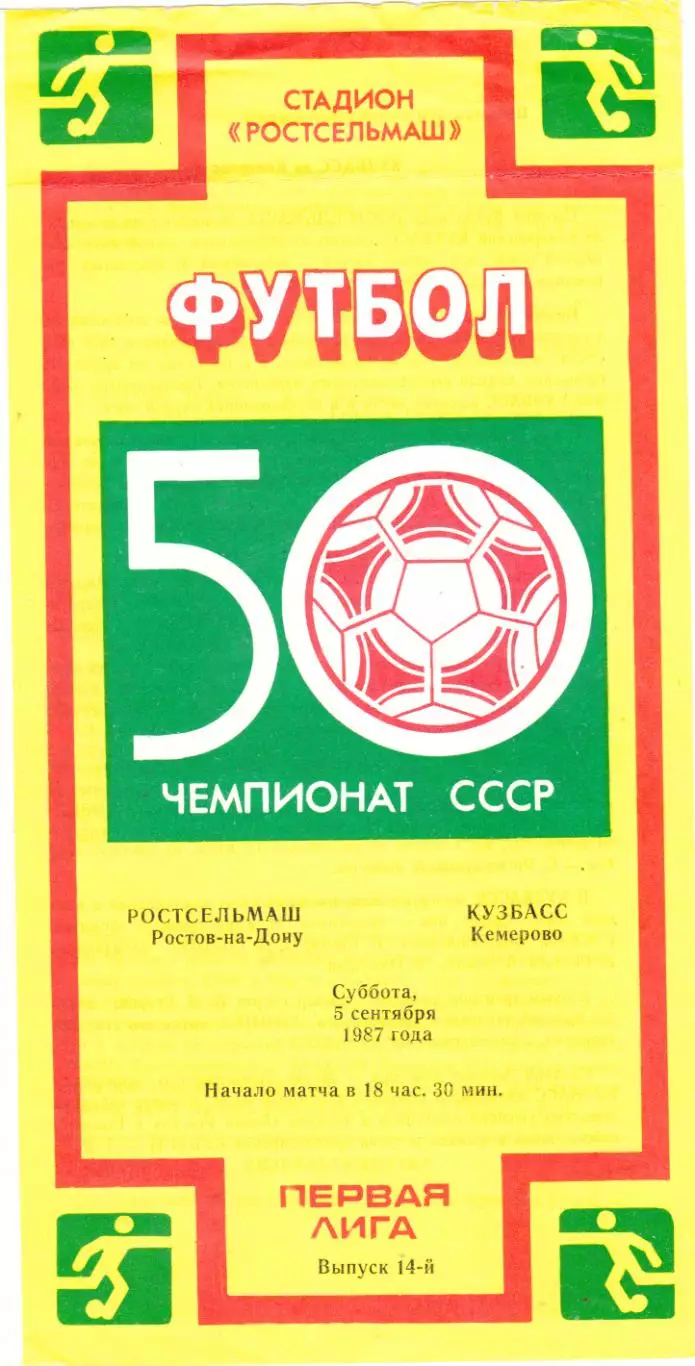 СТАДИОН
«РОСТСЕЛЬМАШ»
ФУТБОЛ
50
ЧЕМПИОНАТ СССР
РОСТСЕЛЬМАШ
Ростов-на-Дону
КУЗБАСС
Кемерово
Суббота,
5 сентября
1987 года
Начало матча в 18 час. 30 мин.
ПЕРВАЯ
ЛИГА
Выпуск 14-й